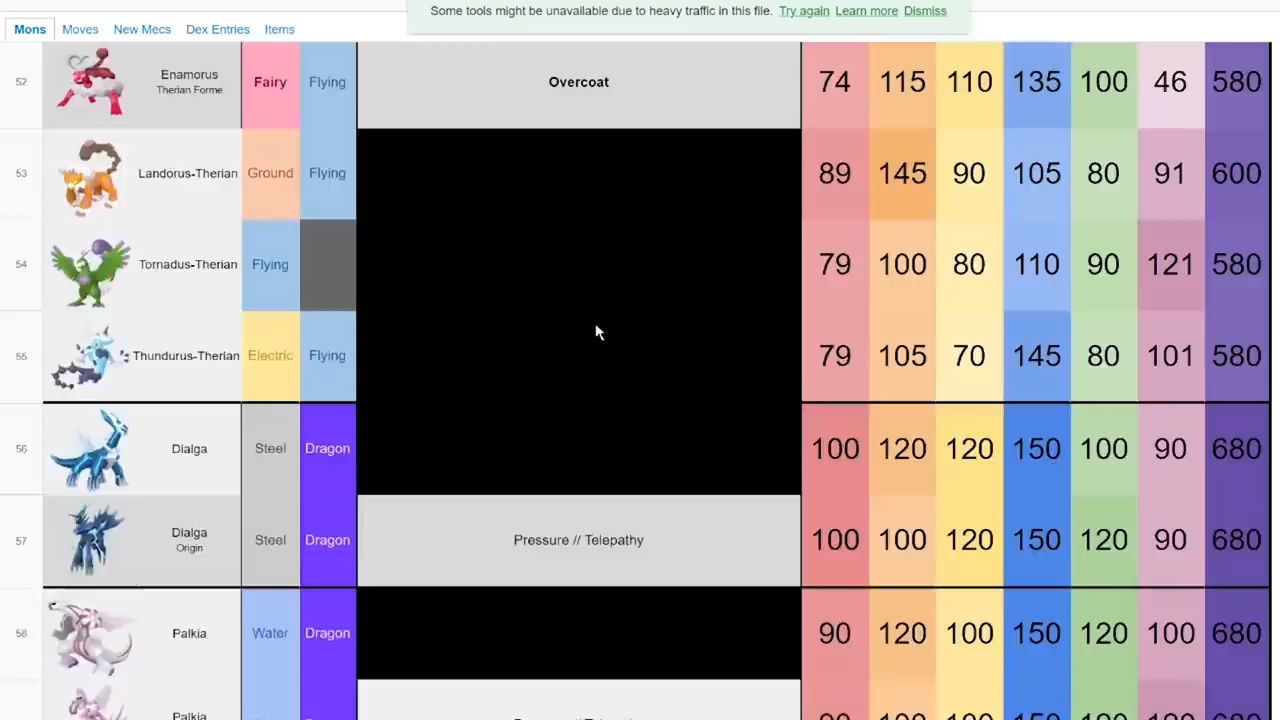 Some tools might be unavailable due to heavy traffic in this file. Try again Learn more Dismiss
Mons Moves New Mecs Dex Entries Items
52 Enamorus Therian Forme Fairy Flying Overcoat 74 115 110 135 100 46 580
53 Landorus-Therian Ground Flying 89 145 90 105 80 91 600
54 Tornadus-Therian Flying 79 100 80 110 90 121 580
55 Thundurus-Therian Electric Flying 79 105 70 145 80 101 580
56 Dialga Steel Dragon 100 120 120 150 100 90 680
57 Dialga Origin Steel Dragon Pressure // Telepathy 100 100 120 150 120 90 680
58 Palkia Water Dragon 90 120 100 150 120 100 680
Palkia